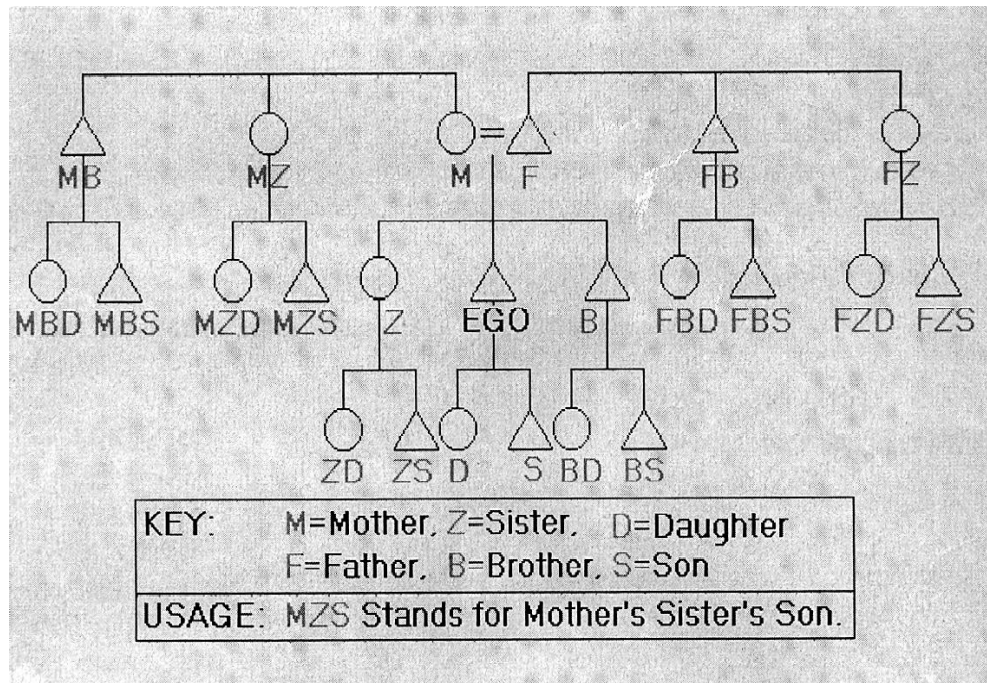 MB MZ M = F FB FZ
MBD MBS MZD MZS Z EGO B FBD FBS FZD FZS
ZD ZS D S BD BS
KEY: M=Mother, Z=Sister, D=Daughter
F=Father, B=Brother, S=Son
USAGE: MZS Stands for Mother's Sister's Son.